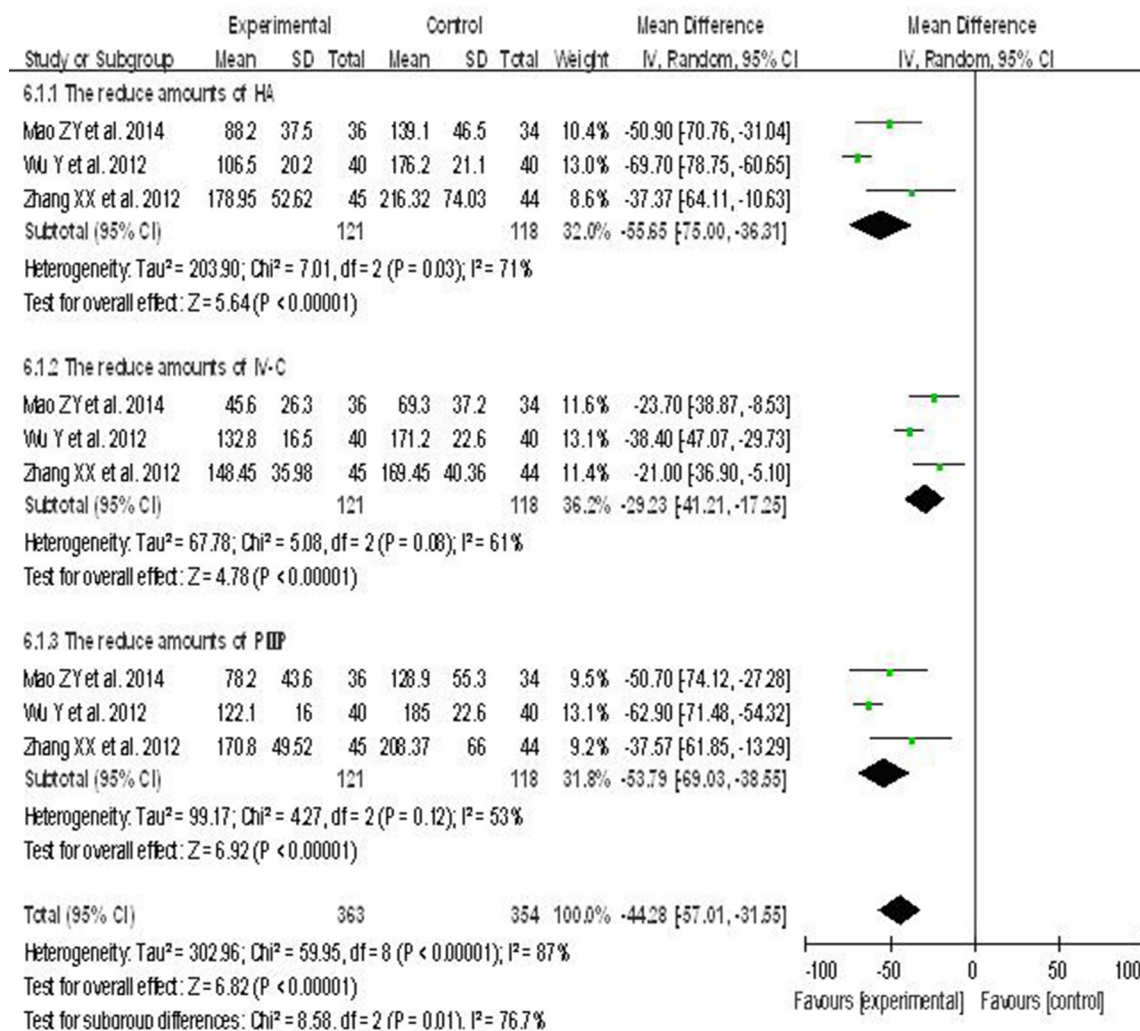 Experimental Control Mean Difference Mean Difference
Study or Subgroup Mean SD Total Mean SD Total Weight IV, Random, 95% CI IV, Random, 95% CI
6.1.1 The reduce amounts of HA
Mao ZY et al. 2014 88.2 37.5 36 139.1 46.5 34 10.4% -50.90 [-70.76, -31.04]
Wu Y et al. 2012 106.5 20.2 40 176.2 21.1 40 13.0% -69.70 [-78.75, -60.65]
Zhang XX et al. 2012 178.95 52.62 45 216.32 74.03 44 8.6% -37.37 [-64.11, -10.63]
Subtotal (95% CI) 121 118 32.0% -55.65 [-75.00, -36.31]
Heterogeneity: Tau² = 203.90; Chi² = 7.01, df = 2 (P = 0.03); I² = 71%
Test for overall effect: Z = 5.64 (P < 0.00001)
6.1.2 The reduce amounts of IV-C
Mao ZY et al. 2014 45.6 26.3 36 69.3 37.2 34 11.6% -23.70 [-38.87, -8.53]
Wu Y et al. 2012 132.8 16.5 40 171.2 22.6 40 13.1% -38.40 [-47.07, -29.73]
Zhang XX et al. 2012 148.45 35.98 45 169.45 40.36 44 11.4% -21.00 [-36.90, -5.10]
Subtotal (95% CI) 121 118 36.2% -29.23 [-41.21, -17.25]
Heterogeneity: Tau² = 67.78; Chi² = 5.08, df = 2 (P = 0.08); I² = 61%
Test for overall effect: Z = 4.78 (P < 0.00001)
6.1.3 The reduce amounts of PIIIP
Mao ZY et al. 2014 78.2 43.6 36 128.9 55.3 34 9.5% -50.70 [-74.12, -27.28]
Wu Y et al. 2012 122.1 16 40 185 22.6 40 13.1% -62.90 [-71.48, -54.32]
Zhang XX et al. 2012 170.8 49.52 45 208.37 66 44 9.2% -37.57 [-61.85, -13.29]
Subtotal (95% CI) 121 118 31.8% -53.79 [-69.03, -38.55]
Heterogeneity: Tau² = 99.17; Chi² = 4.27, df = 2 (P = 0.12); I² = 53%
Test for overall effect: Z = 6.92 (P < 0.00001)
Total (95% CI) 363 354 100.0% -44.28 [-57.01, -31.55]
Heterogeneity: Tau² = 302.96; Chi² = 59.95, df = 8 (P < 0.00001); I² = 87%
-100 -50 0 50 100
Test for overall effect: Z = 6.82 (P < 0.00001)
Favours [experimental] Favours [control]
Test for subgroup differences: Chi² = 8.58, df = 2 (P = 0.01), I² = 76.7%